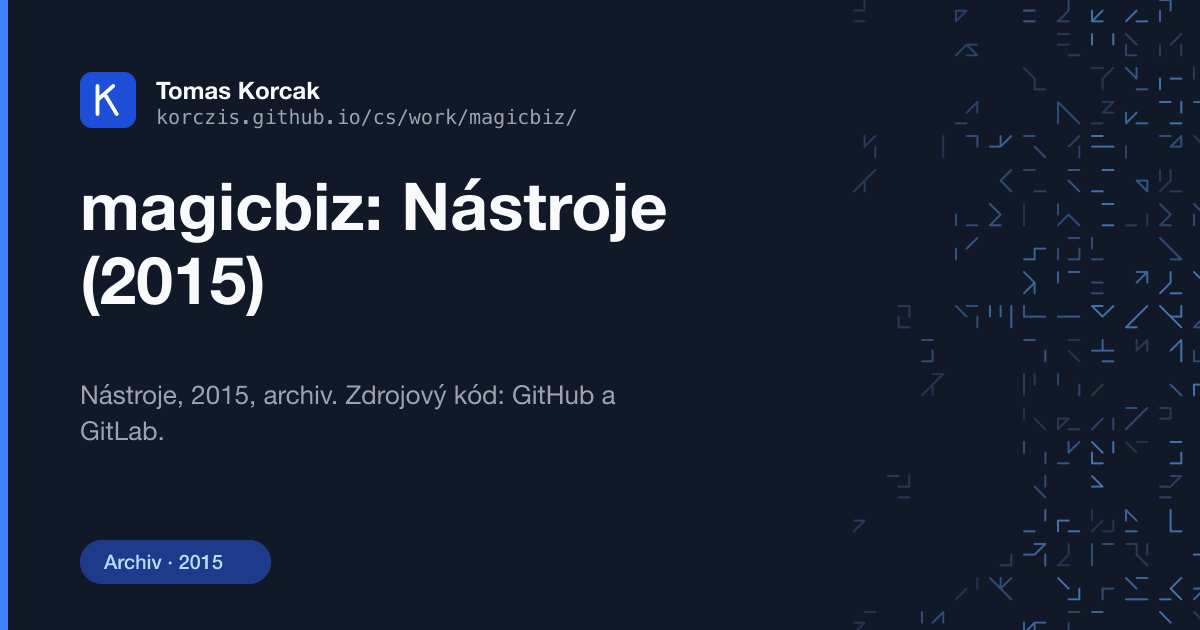 K
Tomas Korcak
korczis.github.io/cs/work/magicbiz/
magicbiz: Nástroje
(2015)
Nástroje, 2015, archiv. Zdrojový kód: GitHub a
GitLab.
Archiv · 2015